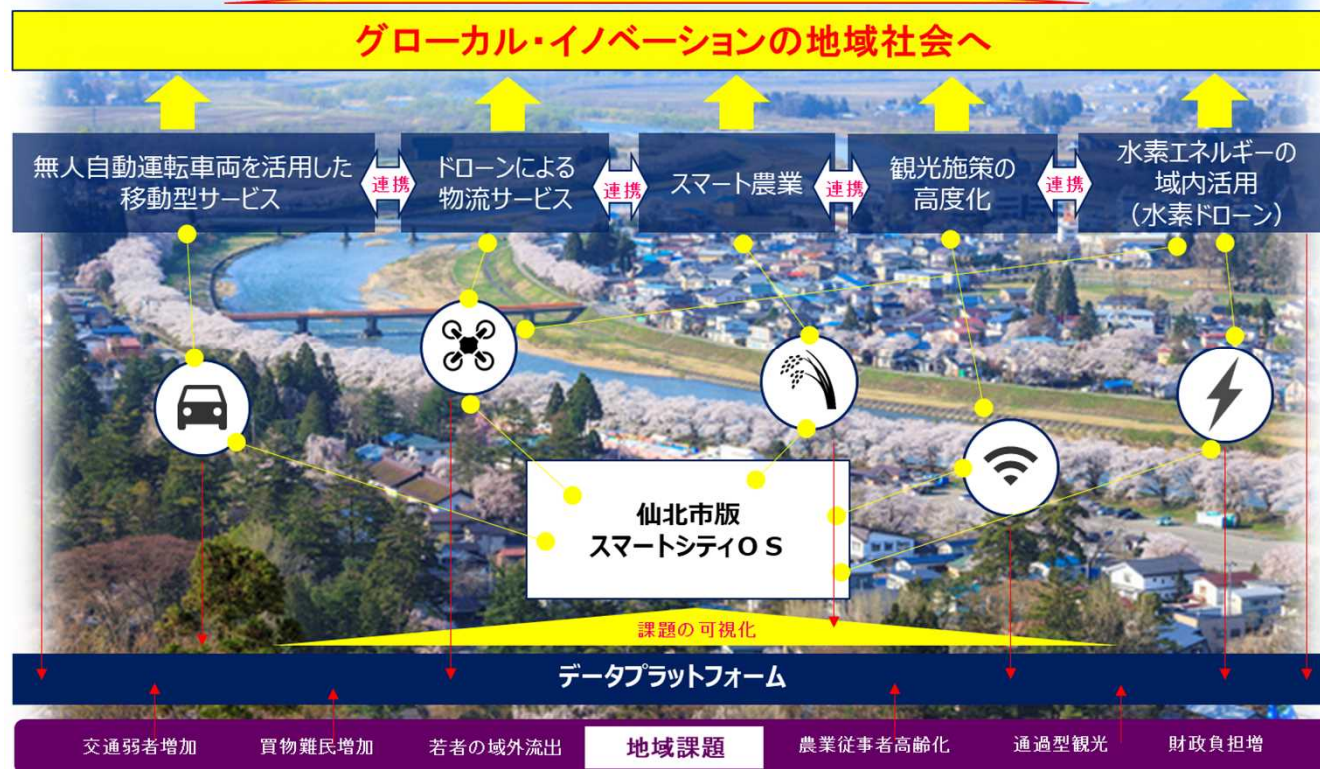 グローカル・イノベーションの地域社会へ
無人自動運転車両を活用した
移動型サービス
連携
ドローンによる
物流サービス
連携
スマート農業
連携
観光施策の
高度化
連携
水素エネルギーの
域内活用
(水素ドローン)
仙北市版
スマートシティOS
課題の可視化
データプラットフォーム
交通弱者増加
買物難民増加
若者の域外流出
地域課題
農業従事者高齢化
通過型観光
財政負担増